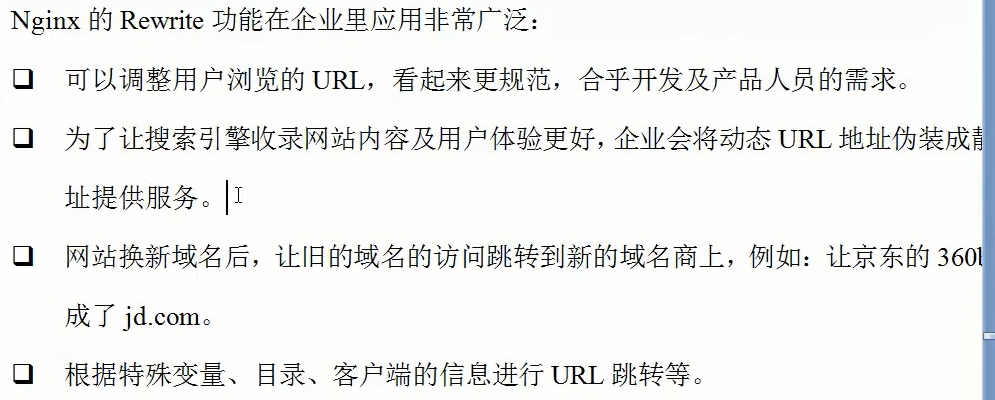 Nginx 的 Rewrite 功能在企业里应用非常广泛：
❑ 可以调整用户浏览的 URL，看起来更规范，合乎开发及产品人员的需求。
❑ 为了让搜索引擎收录网站内容及用户体验更好，企业会将动态 URL 地址伪装成
址提供服务。
❑ 网站换新域名后，让旧的域名的访问跳转到新的域名商上，例如：让京东的 360
成了 jd.com。
❑ 根据特殊变量、目录、客户端的信息进行 URL 跳转等。